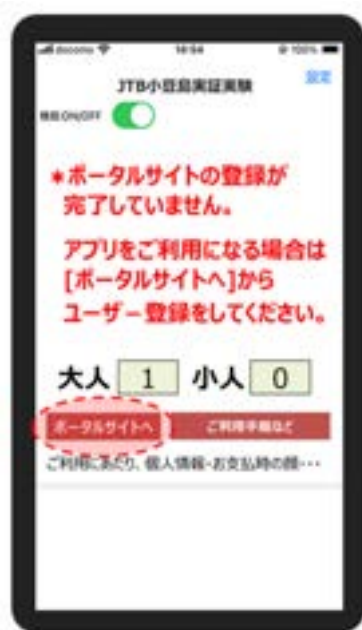 docomo 100%
JTB小豆島実証実験 設定
機能ON/OFF
*ポータルサイトの登録が
完了していません。
アプリをご利用になる場合は
[ポータルサイトへ]から
ユーザー登録をしてください。
大人 1 小人 0
ポータルサイトへ ご利用手順など
ご利用にあたり、個人情報・お支払時の顔・・・